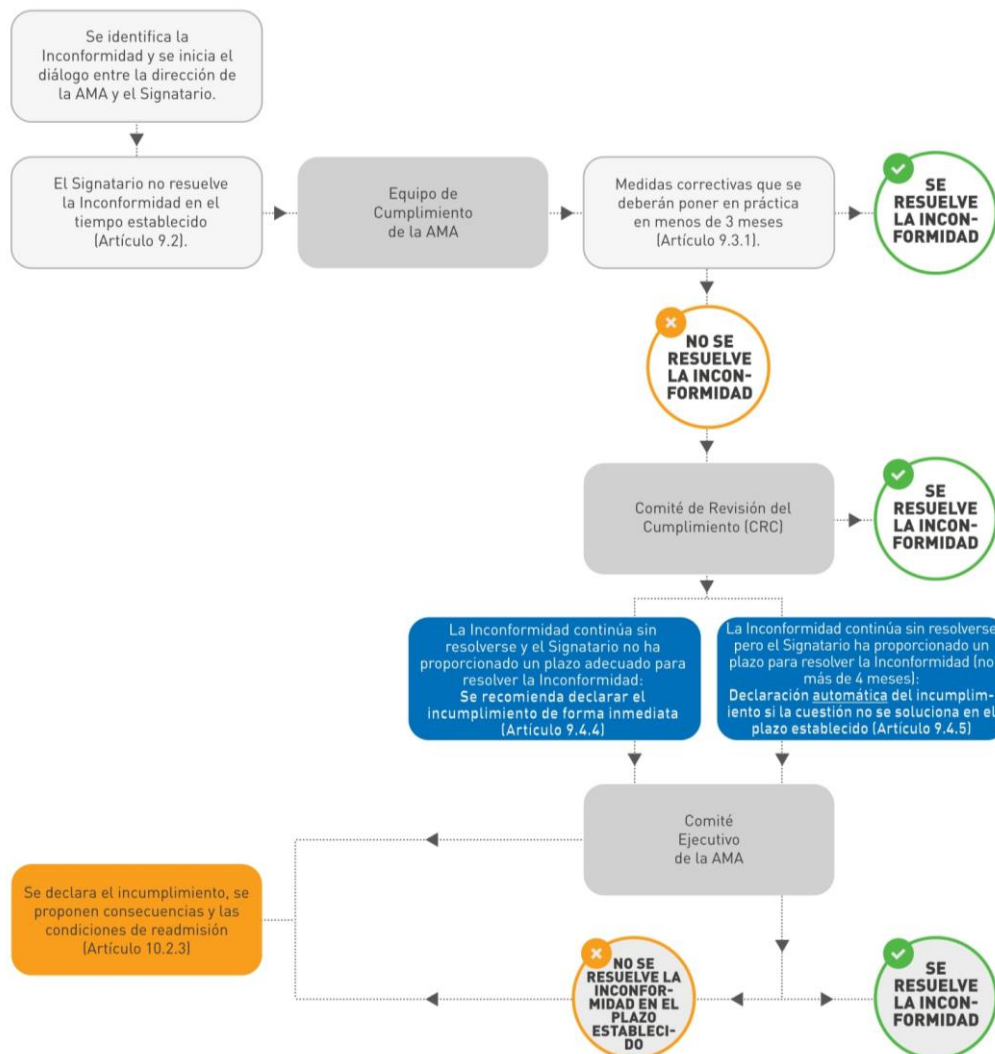 Se identifica la
Inconformidad y se inicia el
diálogo entre la dirección de
la AMA y el Signatario.
El Signatario no resuelve
la Inconformidad en el
tiempo establecido
(Artículo 9.2).
Equipo de
Cumplimiento
de la AMA
Medidas correctivas que se
deberán poner en práctica
en menos de 3 meses
(Artículo 9.3.1).
SE
RESUELVE
LA INCON-
FORMIDAD
NO SE
RESUELVE
LA INCON-
FORMIDAD
Comité de Revisión del
Cumplimiento (CRC)
SE
RESUELVE
LA INCON-
FORMIDAD
La Inconformidad continúa sin
resolverse y el Signatario no ha
proporcionado un plazo adecuado para
resolver la Inconformidad:
Se recomienda declarar el
incumplimiento de forma inmediata
(Artículo 9.4.4)
La Inconformidad continúa sin resolverse
pero el Signatario ha proporcionado un
plazo para resolver la Inconformidad (no
más de 4 meses):
Declaración automática del incumplim-
iento si la cuestión no se soluciona en el
plazo establecido (Artículo 9.4.5)
Comité
Ejecutivo
de la AMA
Se declara el incumplimiento, se
proponen consecuencias y las
condiciones de readmisión
(Artículo 10.2.3)
NO SE
RESUELVE LA
INCONFOR-
MIDAD EN EL
PLAZO
ESTABLECI-
DO
SE
RESUELVE
LA INCON-
FORMIDAD